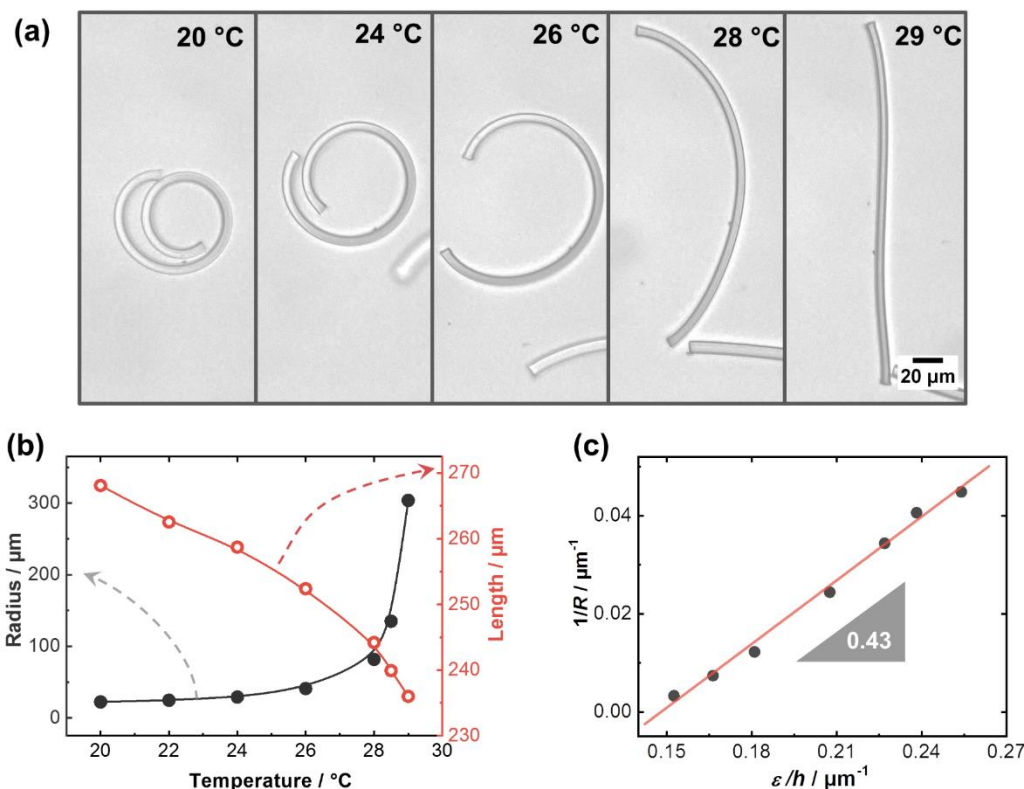 (a)
20 °C
24 °C
26 °C
28 °C
29 °C
20 µm
(b)
Radius / µm
300
200
100
0
270
260
250
240
230
Length / µm
20
22
24
26
28
30
Temperature / °C
(c)
1/R / µm⁻¹
0.04
0.02
0.00
0.43
0.15
0.18
0.21
0.24
0.27
ε/h / µm⁻¹